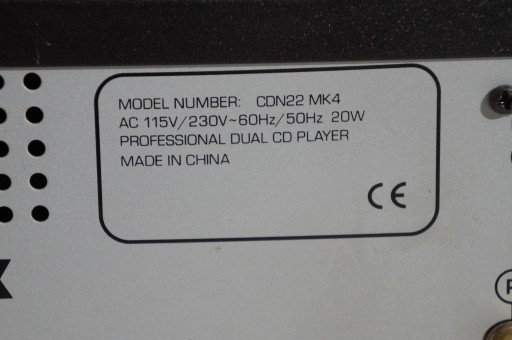 MODEL NUMBER: CDN22 MK4
AC 115V/230V~60Hz/50Hz 20W
PROFESSIONAL DUAL CD PLAYER
MADE IN CHINA
CE